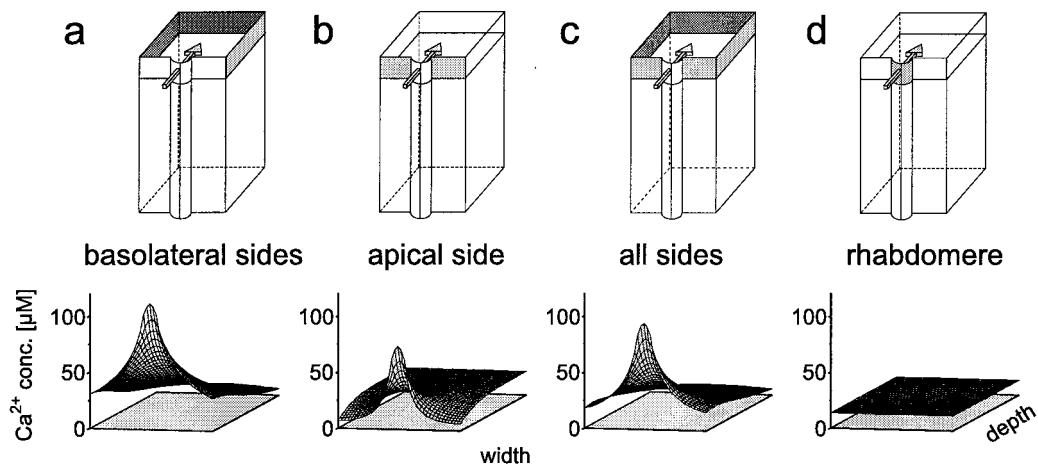 a b c d
basolateral sides apical side all sides rhabdomere
Ca²⁺ conc. [µM]
100 100 100 100
50 50 50 50
0 0 0 0
width
depth